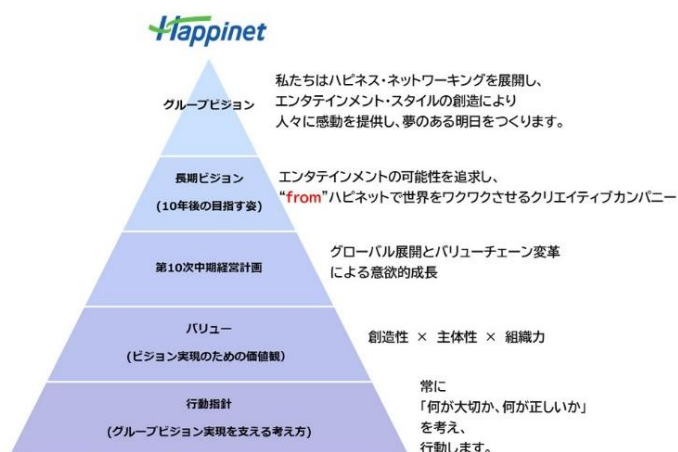 Happinet
グループビジョン
私たちはハピネス・ネットワーキングを展開し、
エンタテインメント・スタイルの創造により
人々に感動を提供し、夢のある明日をつくります。
長期ビジョン
(10年後の目指す姿)
エンタテインメントの可能性を追求し、
“from”ハピネットで世界をワクワクさせるクリエイティブカンパニー
第10次中期経営計画
グローバル展開とバリューチェーン変革
による意欲的成長
バリュー
(ビジョン実現のための価値観)
創造性 × 主体性 × 組織力
行動指針
(グループビジョン実現を支える考え方)
常に
「何が大切か、何が正しいか」
を考え、
行動します。